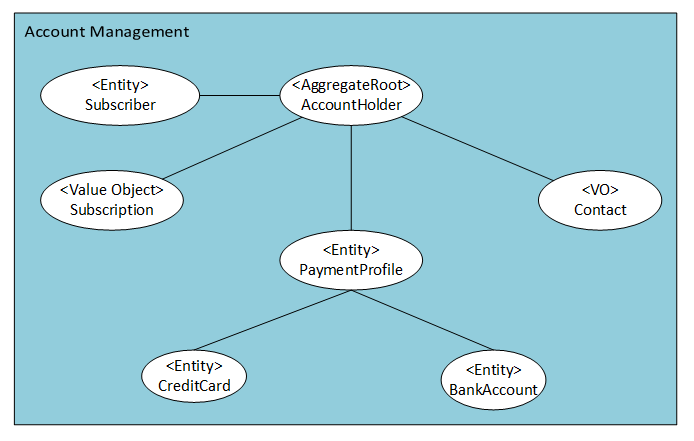 Account Management
<Entity>
Subscriber
<AggregateRoot>
AccountHolder
<Value Object>
Subscription
<VO>
Contact
<Entity>
PaymentProfile
<Entity>
CreditCard
<Entity>
BankAccount